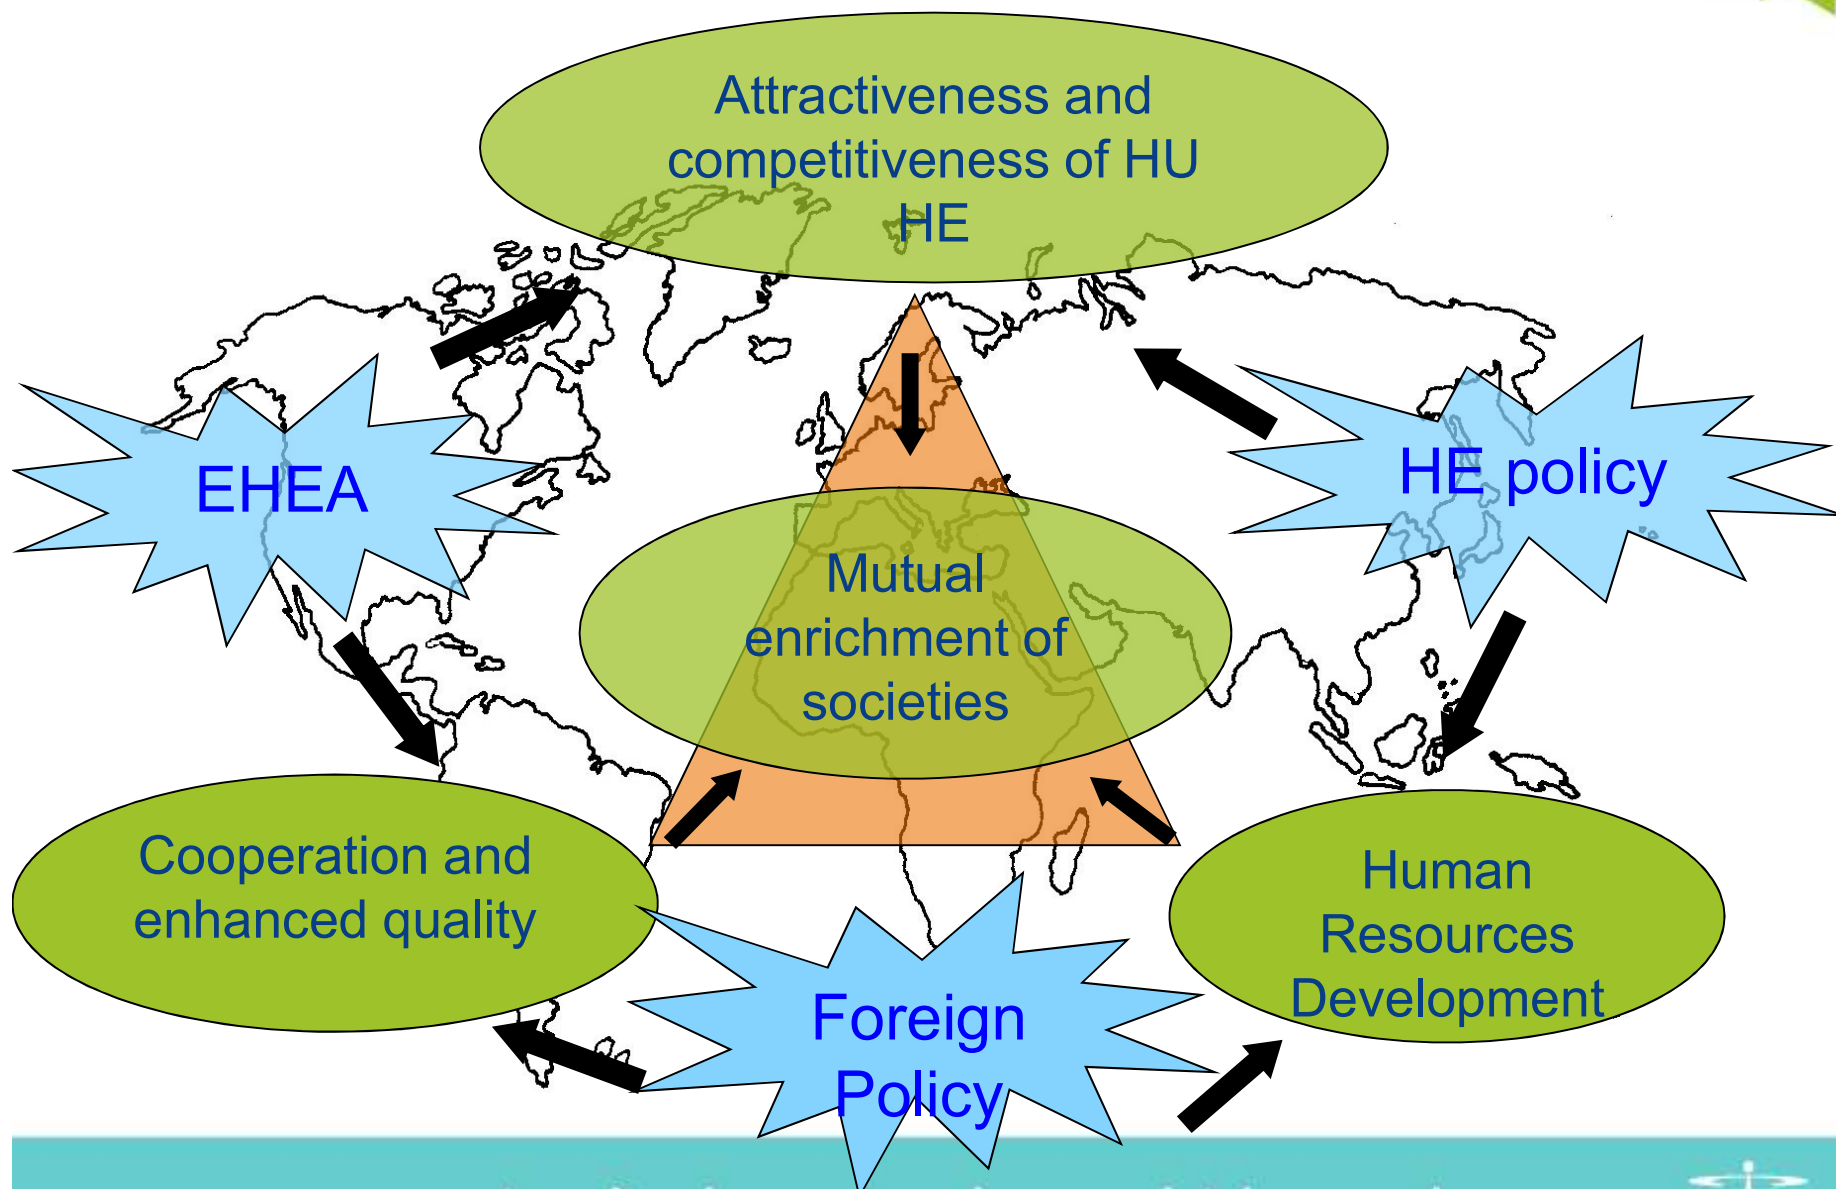 Attractiveness and
competitiveness of HU
HE
EHEA
HE policy
Mutual
enrichment of
societies
Cooperation and
enhanced quality
Human
Resources
Development
Foreign
Policy